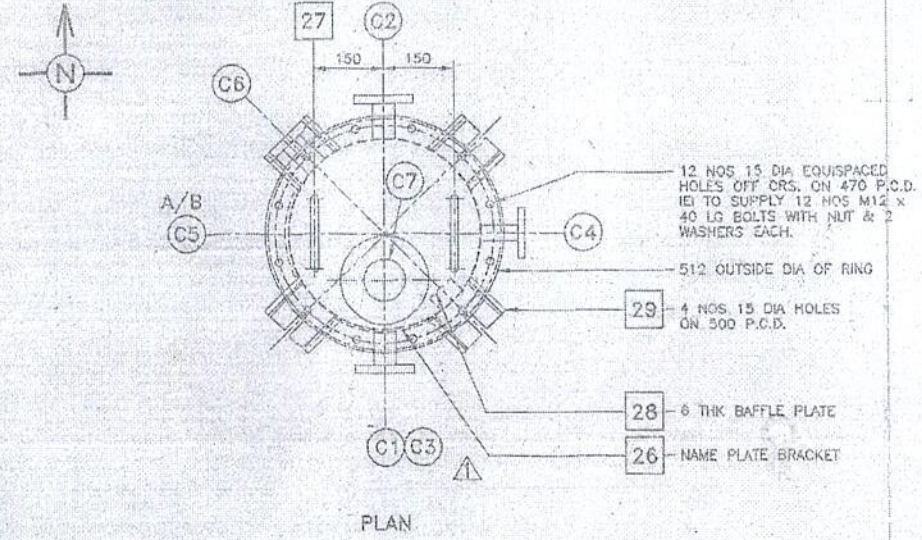 27
C2
150
150
N
C6
C7
12 NOS 15 DIA EQUISPACED
HOLES OFF CRS. ON 470 P.C.D.
IEI TO SUPPLY 12 NOS M12 x
40 LG BOLTS WITH NUT & 2
WASHERS EACH.
A/B
C5
C4
512 OUTSIDE DIA OF RING
29
4 NOS 15 DIA HOLES
ON 500 P.C.D.
28
6 THK BAFFLE PLATE
C1
C3
26
NAME PLATE BRACKET
1
PLAN